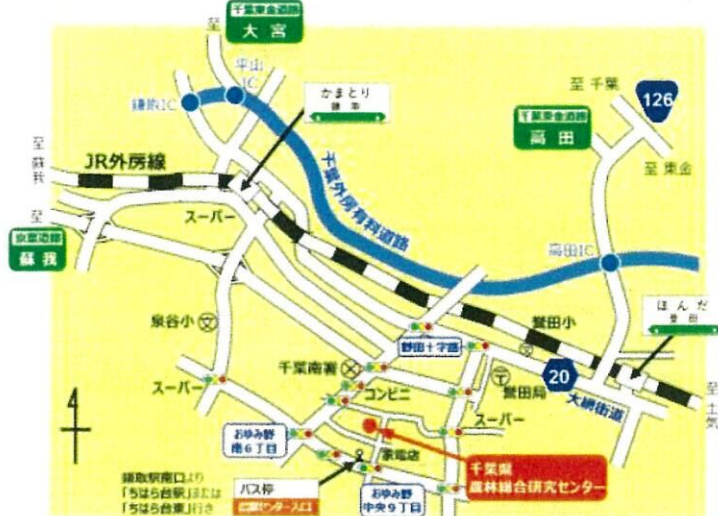 千葉東金道路
大宮
至
平山
IC
鎌取IC
かまとり
鎌取
至千葉
126
千葉東金道路
高田
至東金
至蘇我
JR外房線
千葉外房有料道路
至
京葉道路
蘇我
スーパー
高田IC
ほんだ
誉田
泉谷小
誉田小
野田十字路
千葉南署
20
誉田局
大網街道
至土気
スーパー
コンビニ
スーパー
おゆみ野
南6丁目
家電店
千葉県
農林総合研究センター
鎌取駅南口より
「ちはら台駅」または
「ちはら台東」行き
バス停
おゆみ野
中央9丁目
4